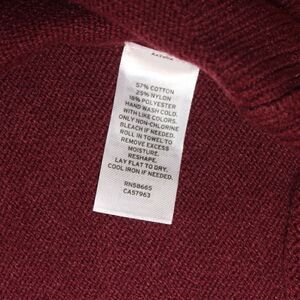 57% COTTON
25% NYLON
18% POLYESTER
HAND WASH COLD.
WITH LIKE COLORS.
ONLY NON-CHLORINE
BLEACH IF NEEDED.
ROLL IN TOWEL TO
REMOVE EXCESS
MOISTURE.
RESHAPE.
LAY FLAT TO DRY.
COOL IRON IF NEEDED.
RN58665
CA57963